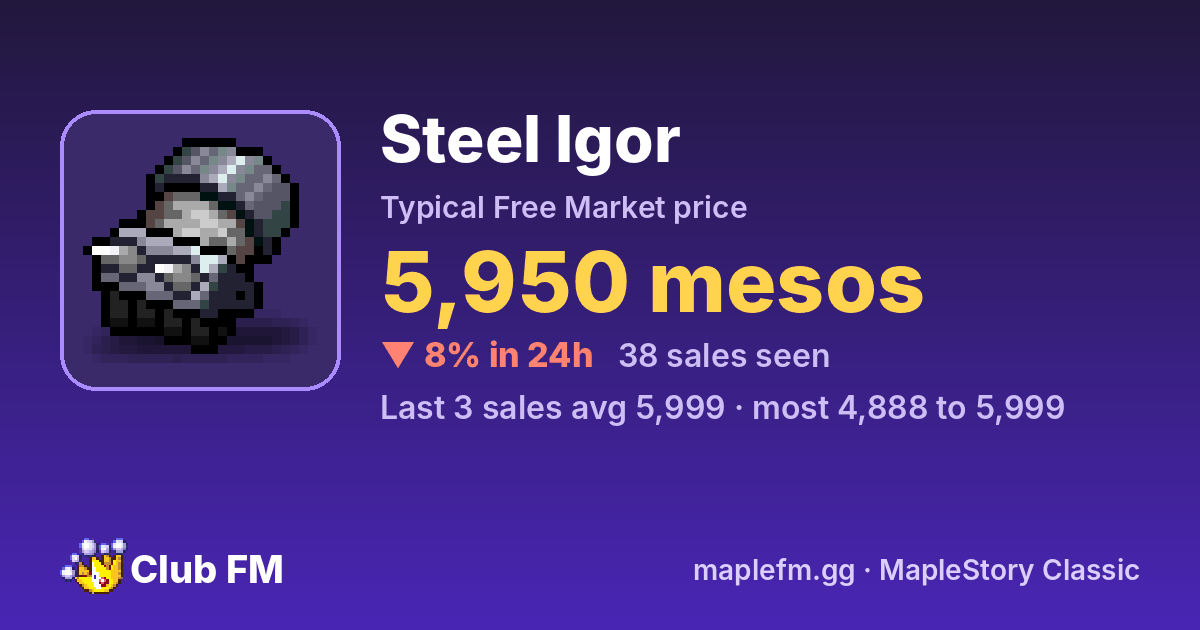 Steel Igor
Typical Free Market price
5,950 mesos
▼ 8% in 24h 38 sales seen
Last 3 sales avg 5,999 · most 4,888 to 5,999
Club FM
maplefm.gg · MapleStory Classic